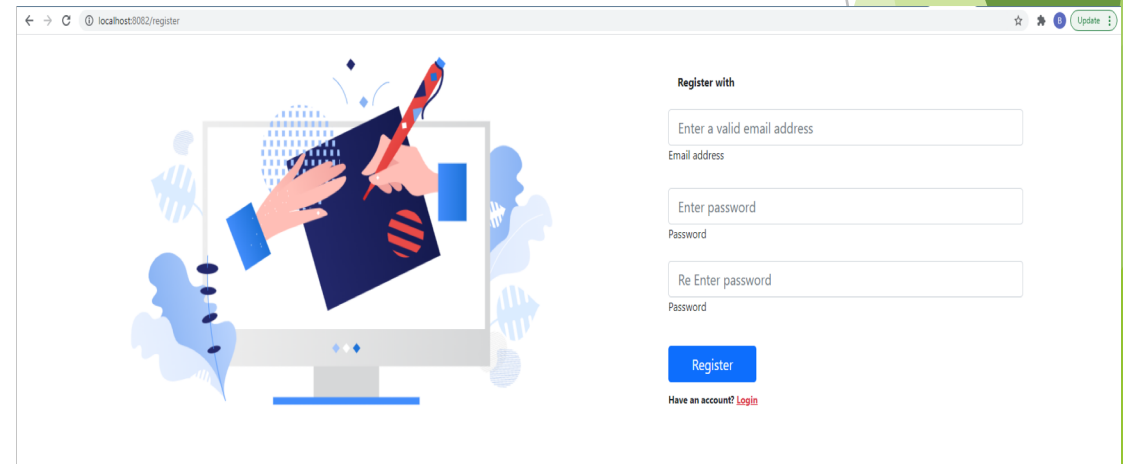 localhost:8082/register
B
Update
Register with
Enter a valid email address
Email address
Enter password
Password
Re Enter password
Password
Register
Have an account? Login